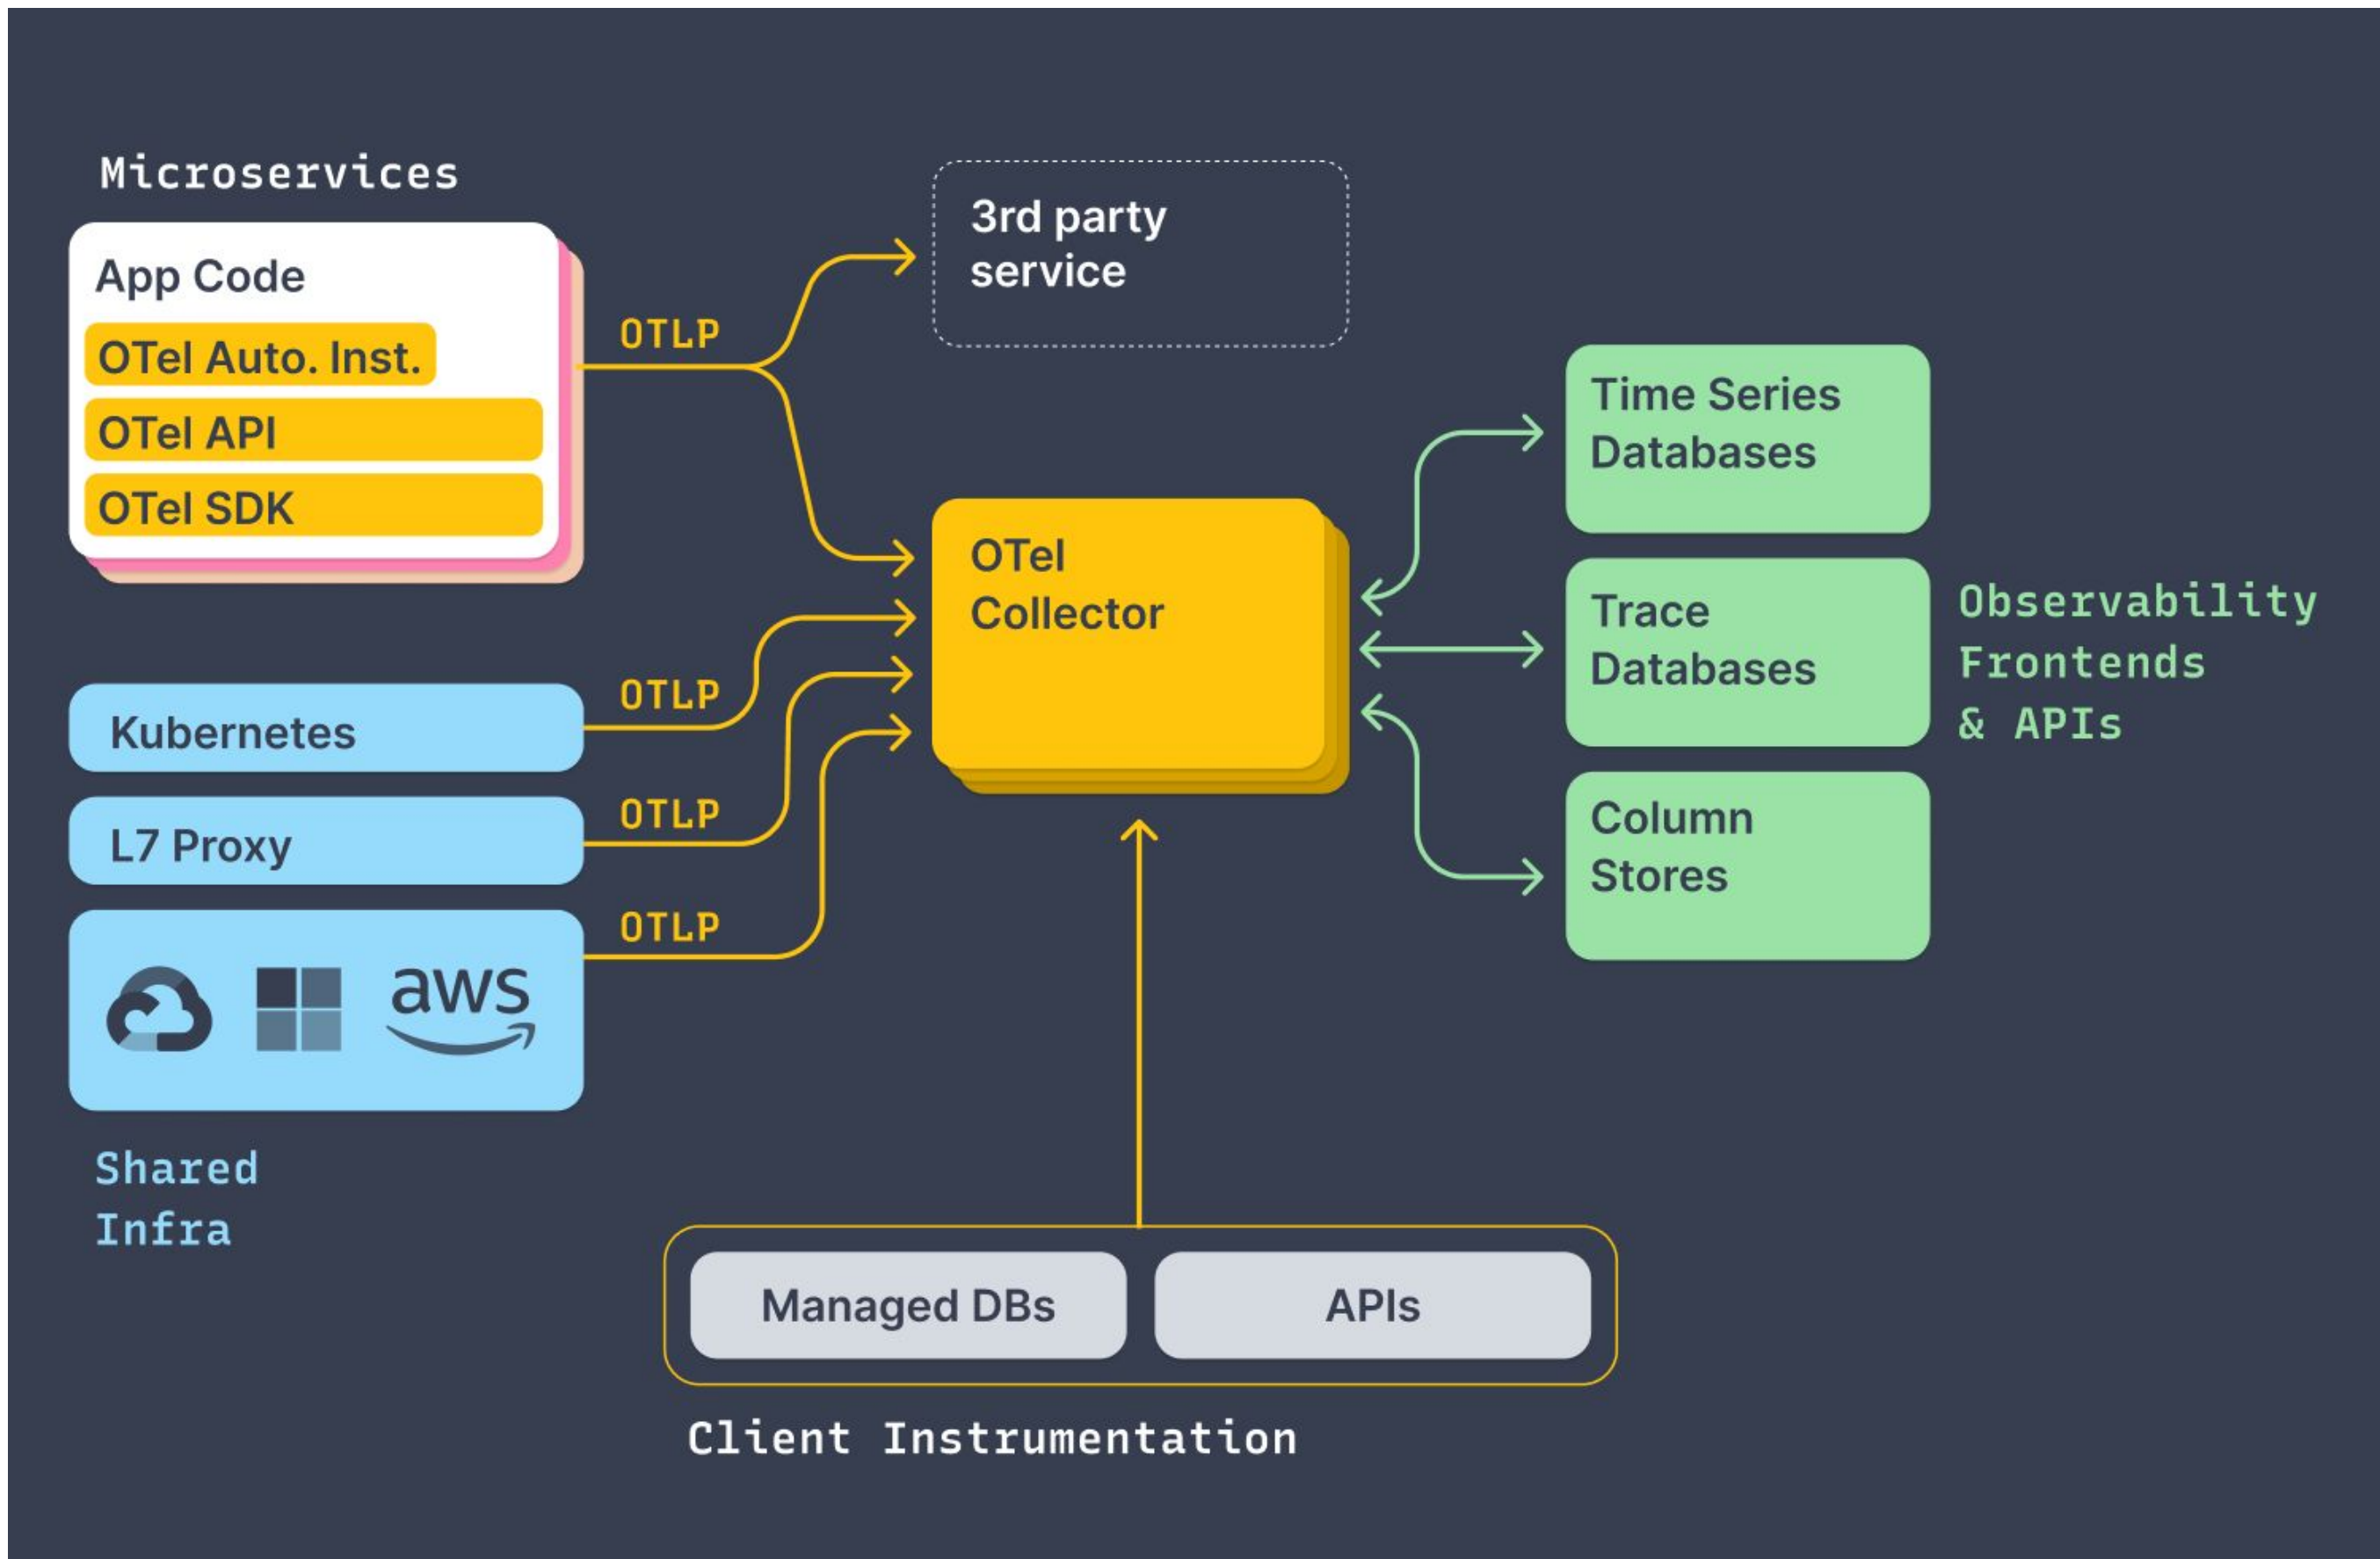 Microservices
App Code
OTel Auto. Inst.
OTel API
OTel SDK
OTLP
3rd party
service
OTel
Collector
Time Series
Databases
Trace
Databases
Column
Stores
Observability
Frontends
& APIs
Kubernetes
OTLP
L7 Proxy
OTLP
OTLP
aws
Shared
Infra
Managed DBs
APIs
Client Instrumentation